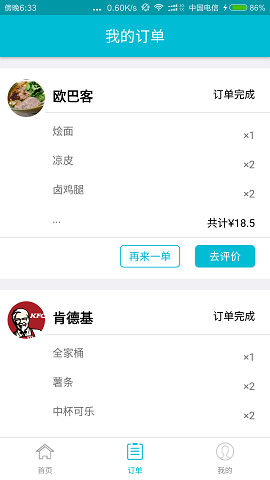 傍晚6:33 ... 0.60K/s 中国电信 86%
我的订单
欧巴客 订单完成
烩面 ×1
凉皮 ×2
卤鸡腿 ×2
... 共计¥18.5
再来一单 去评价
KFC
肯德基 订单完成
全家桶 ×1
薯条 ×2
中杯可乐 ×2
首页 订单 我的